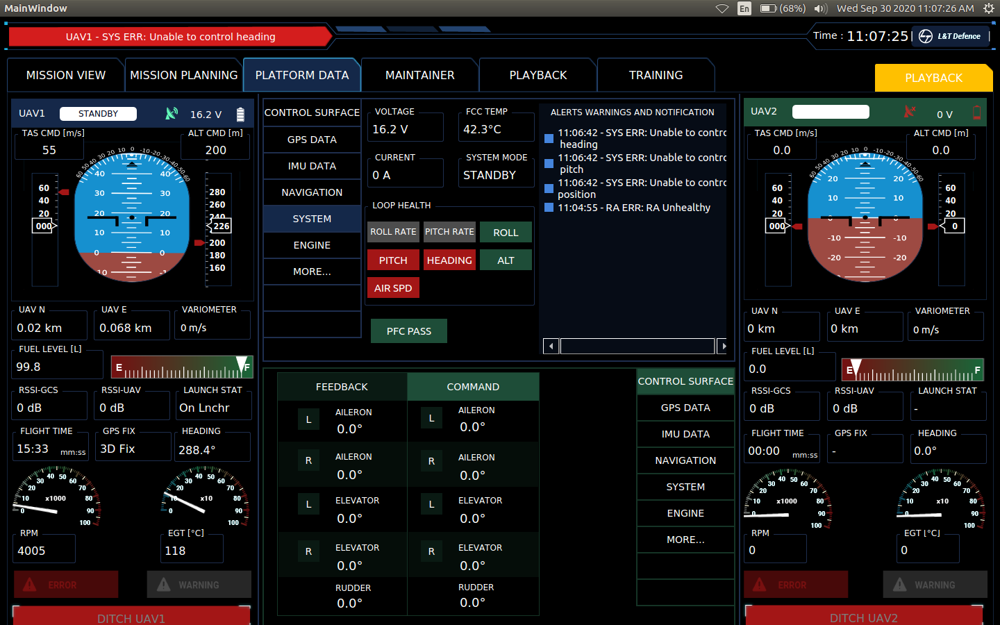 MainWindow
En
(68%)
Wed Sep 30 2020 11:07:26 AM
UAV1 - SYS ERR: Unable to control heading
Time : 11:07:25
L&T Defence
MISSION VIEW
MISSION PLANNING
PLATFORM DATA
MAINTAINER
PLAYBACK
TRAINING
PLAYBACK
UAV1
STANDBY
16.2 V
TAS CMD [m/s]
55
ALT CMD [m]
200
60 50 40 30 20 10 0 -10 -20 -30 -40 -50 -60
60
40
20
000
40 40
30 30
20 20
10 10
0 0
10 -1
280
260
240
226
200
180
160
UAV N
0.02 km
UAV E
0.068 km
VARIOMETER
0 m/s
FUEL LEVEL [L]
99.8
E F
RSSI-GCS
0 dB
RSSI-UAV
0 dB
LAUNCH STAT
On Lnchr
FLIGHT TIME
15:33 mm:ss
GPS FIX
3D Fix
HEADING
288.4°
0 10 20 30 40 50 60 70 80 90 100
x1000
0 10 20 30 40 50 60 70 80 90 100
x10
RPM
4005
EGT [°C]
118
ERROR
WARNING
DITCH UAV1
CONTROL SURFACE
GPS DATA
IMU DATA
NAVIGATION
SYSTEM
ENGINE
MORE...
VOLTAGE
16.2 V
FCC TEMP
42.3°C
CURRENT
0 A
SYSTEM MODE
STANDBY
LOOP HEALTH
ROLL RATE
PITCH RATE
ROLL
PITCH
HEADING
ALT
AIR SPD
PFC PASS
ALERTS WARNINGS AND NOTIFICATION
11:06:42 - SYS ERR: Unable to contro
heading
11:06:42 - SYS ERR: Unable to contro
pitch
11:06:42 - SYS ERR: Unable to contro
position
11:04:55 - RA ERR: RA Unhealthy
FEEDBACK
COMMAND
L
AILERON
0.0°
L
AILERON
0.0°
R
AILERON
0.0°
R
AILERON
0.0°
L
ELEVATOR
0.0°
L
ELEVATOR
0.0°
R
ELEVATOR
0.0°
R
ELEVATOR
0.0°
RUDDER
0.0°
RUDDER
0.0°
CONTROL SURFACE
GPS DATA
IMU DATA
NAVIGATION
SYSTEM
ENGINE
MORE...
UAV2
0 V
TAS CMD [m/s]
0.0
ALT CMD [m]
0.0
60 50 40 30 20 10 0 -10 -20 -30 -40 -50 -60
60
40
20
000
20 20
10 10
0 0
-10 -10
-20 -20
60
40
20
0
UAV N
0 km
UAV E
0 km
VARIOMETER
0 m/s
FUEL LEVEL [L]
0.0
E F
RSSI-GCS
0 dB
RSSI-UAV
0 dB
LAUNCH STAT
-
FLIGHT TIME
00:00 mm:ss
GPS FIX
-
HEADING
0.0°
0 10 20 30 40 50 60 70 80 90 100
x1000
0 10 20 30 40 50 60 70 80 90 100
x10
RPM
0
EGT [°C]
0
ERROR
WARNING
DITCH UAV2